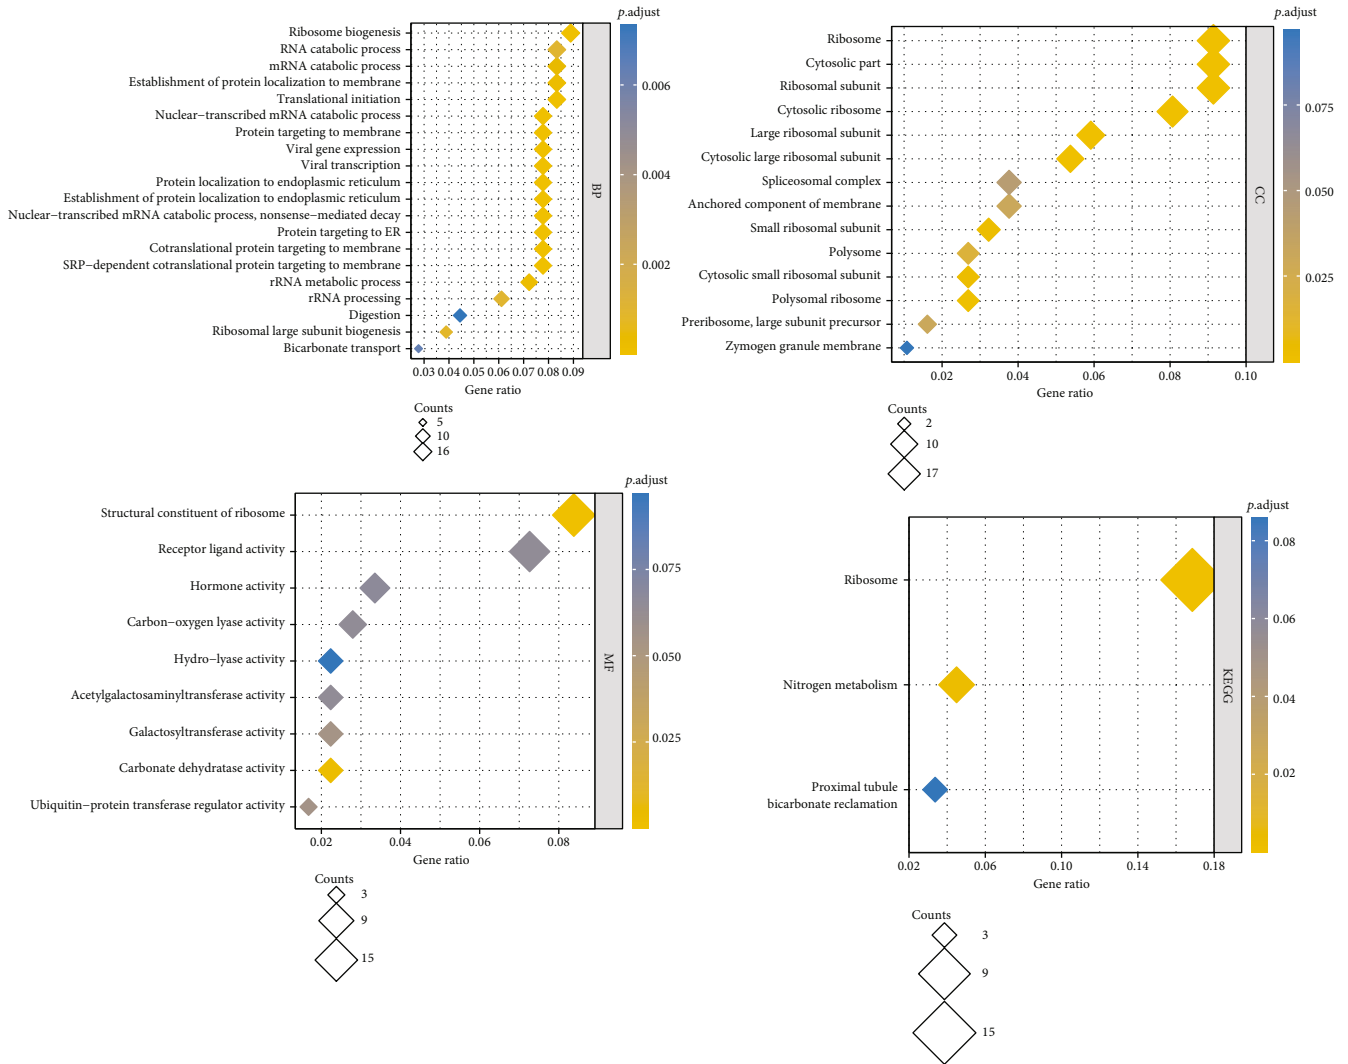 p.adjust
Ribosome biogenesis
RNA catabolic process
mRNA catabolic process
Establishment of protein localization to membrane
Translational initiation
Nuclear−transcribed mRNA catabolic process
Protein targeting to membrane
Viral gene expression
Viral transcription
Protein localization to endoplasmic reticulum
Establishment of protein localization to endoplasmic reticulum
Nuclear−transcribed mRNA catabolic process, nonsense−mediated decay
Protein targeting to ER
Cotranslational protein targeting to membrane
SRP−dependent cotranslational protein targeting to membrane
rRNA metabolic process
rRNA processing
Digestion
Ribosomal large subunit biogenesis
Bicarbonate transport
BP
0.006
0.004
0.002
0.03 0.04 0.05 0.06 0.07 0.08 0.09
Gene ratio
Counts
5
10
16
p.adjust
Ribosome
Cytosolic part
Ribosomal subunit
Cytosolic ribosome
Large ribosomal subunit
Cytosolic large ribosomal subunit
Spliceosomal complex
Anchored component of membrane
Small ribosomal subunit
Polysome
Cytosolic small ribosomal subunit
Polysomal ribosome
Preribosome, large subunit precursor
Zymogen granule membrane
CC
0.075
0.050
0.025
0.02 0.04 0.06 0.08 0.10
Gene ratio
Counts
2
10
17
p.adjust
Structural constituent of ribosome
Receptor ligand activity
Hormone activity
Carbon−oxygen lyase activity
Hydro−lyase activity
Acetylgalactosaminyltransferase activity
Galactosyltransferase activity
Carbonate dehydratase activity
Ubiquitin−protein transferase regulator activity
MF
0.075
0.050
0.025
0.02 0.04 0.06 0.08
Gene ratio
Counts
3
9
15
p.adjust
Ribosome
Nitrogen metabolism
Proximal tubule
bicarbonate reclamation
KEGG
0.08
0.06
0.04
0.02
0.02 0.06 0.10 0.14 0.18
Gene ratio
Counts
3
9
15